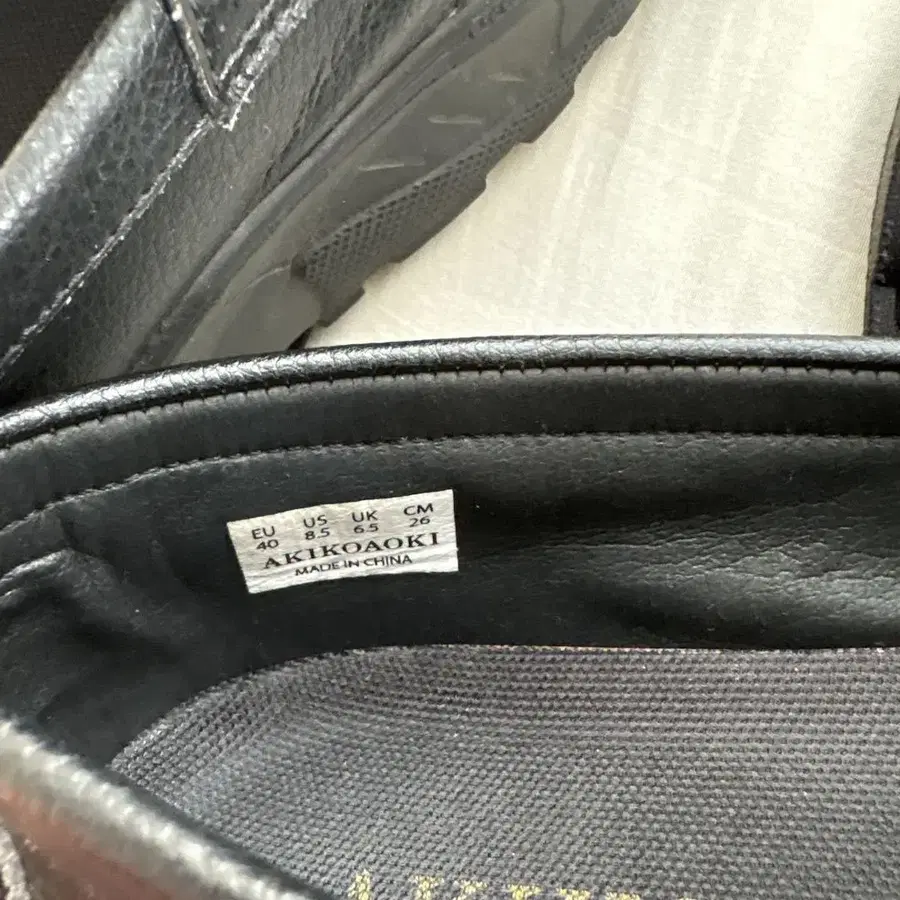 EU US UK CM
40 8.5 6.5 26
AKIKOAOKI
MADE IN CHINA